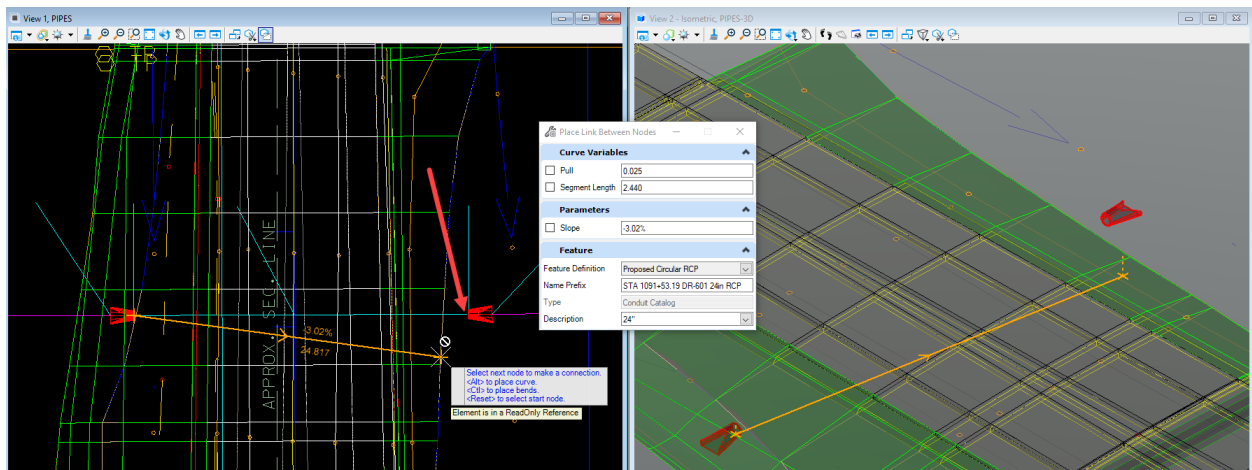 View 1, PIPES
View 2 - Isometric, PIPES-3D
TP
APPROX. SEC. LINE
-3.02%
24.817
Select next node to make a connection.
<Alt> to place curve.
<Ctl> to place bends.
<Reset> to select start node.
Element is in a ReadOnly Reference
Place Link Between Nodes
Curve Variables
Pull 0.025
Segment Length 2.440
Parameters
Slope -3.02%
Feature
Feature Definition Proposed Circular RCP
Name Prefix STA 1091+53.19 DR-601 24in RCP
Type Conduit Catalog
Description 24"